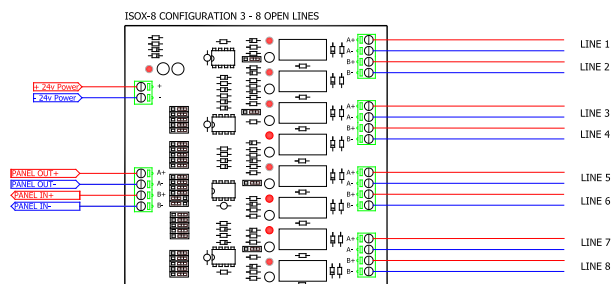 ISOX-8 CONFIGURATION 3 - 8 OPEN LINES
+ 24v Power
+
- 24v Power
-
PANEL OUT+
A+
PANEL OUT-
A-
PANEL IN+
B+
PANEL IN-
B-
A+
LINE 1
A-
B+
LINE 2
B-
A+
LINE 3
A-
B+
LINE 4
B-
A+
LINE 5
A-
B+
LINE 6
B-
A+
LINE 7
A-
B+
LINE 8
B-